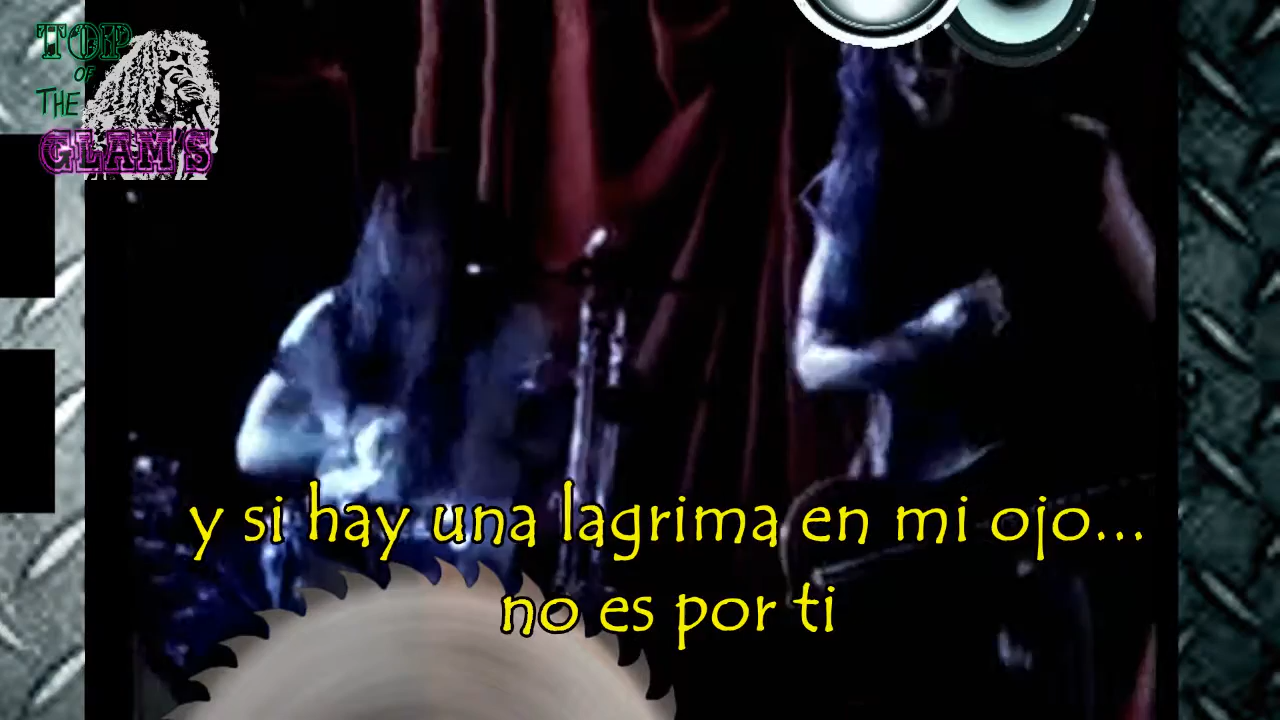 TOP
OF
THE
GLAM'S
y si hay una lagrima en mi ojo...
no es por ti